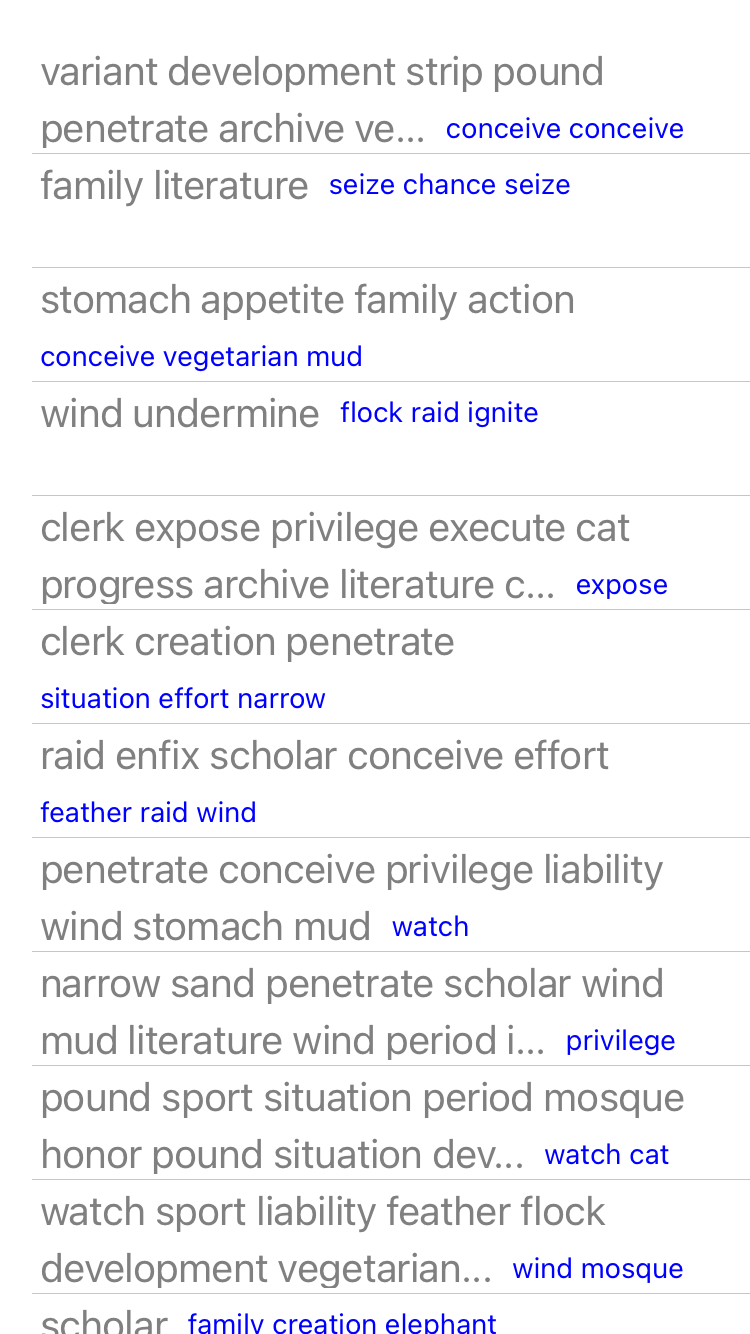 variant development strip pound
penetrate archive ve... conceive conceive
family literature seize chance seize
stomach appetite family action
conceive vegetarian mud
wind undermine flock raid ignite
clerk expose privilege execute cat
progress archive literature c... expose
clerk creation penetrate
situation effort narrow
raid enfix scholar conceive effort
feather raid wind
penetrate conceive privilege liability
wind stomach mud watch
narrow sand penetrate scholar wind
mud literature wind period i... privilege
pound sport situation period mosque
honor pound situation dev... watch cat
watch sport liability feather flock
development vegetarian... wind mosque
scholar family creation elephant